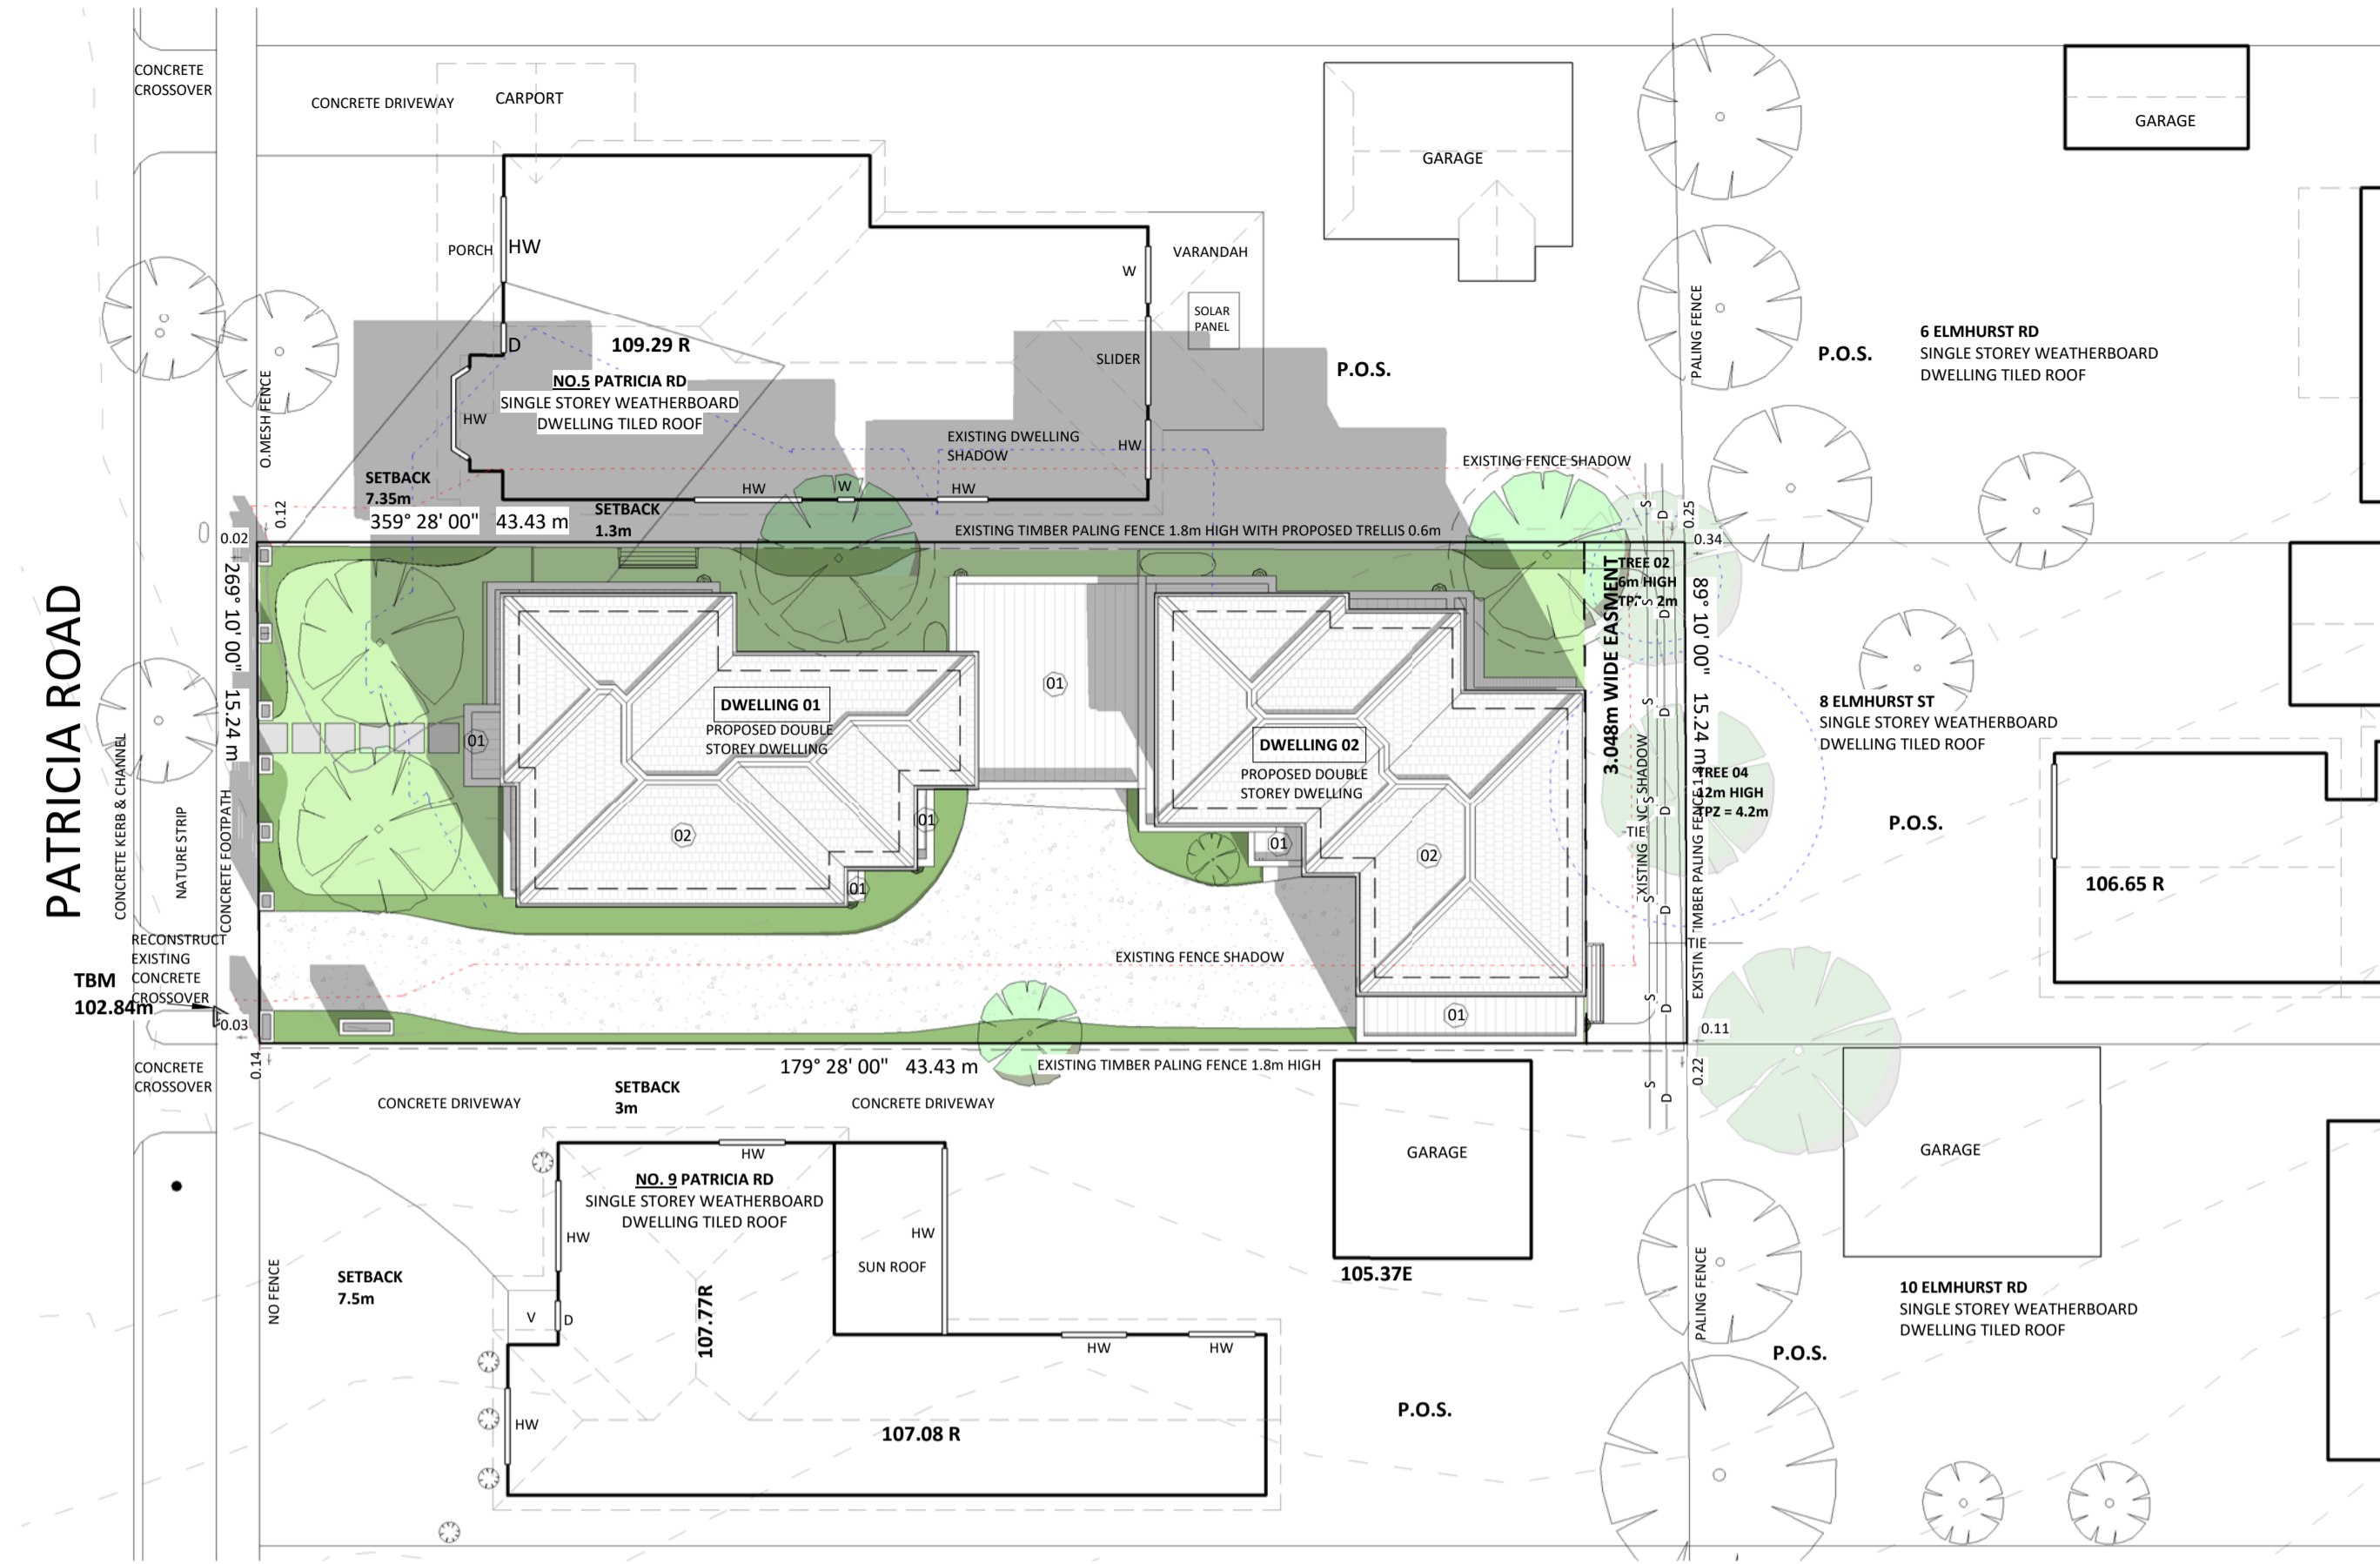 CONCRETE
CROSSOVER
CONCRETE DRIVEWAY
CARPORT
GARAGE
GARAGE
PORCH
HW
W
VARANDAH
SOLAR
PANEL
SLIDER
D
109.29 R
NO.5 PATRICIA RD
SINGLE STOREY WEATHERBOARD
DWELLING TILED ROOF
HW
EXISTING DWELLING
SHADOW
HW
P.O.S.
P.O.S.
PALING FENCE
6 ELMHURST RD
SINGLE STOREY WEATHERBOARD
DWELLING TILED ROOF
O.MESH FENCE
SETBACK
7.35m
HW
W
HW
EXISTING FENCE SHADOW
0.12
359° 28' 00"
43.43 m
SETBACK
1.3m
EXISTING TIMBER PALING FENCE 1.8m HIGH WITH PROPOSED TRELLIS 0.6m
S
D
0.25
0.02
0.34
PATRICIA ROAD
CONCRETE KERB & CHANNEL
NATURE STRIP
CONCRETE FOOTPATH
269° 10' 00"
15.24 m
TREE 02
6m HIGH
3.048m WIDE EASMENT
89° 10' 00"
15.24 m
S
D
01
DWELLING 01
PROPOSED DOUBLE
STOREY DWELLING
01
02
01
01
DWELLING 02
PROPOSED DOUBLE
STOREY DWELLING
01
02
S
D
S
D
TIE
TREE 04
12m HIGH
TPZ = 4.2m
S
D
8 ELMHURST ST
SINGLE STOREY WEATHERBOARD
DWELLING TILED ROOF
P.O.S.
106.65 R
RECONSTRUCT
EXISTING
CONCRETE
CROSSOVER
TBM
102.84m
0.03
0.14
EXISTING FENCE SHADOW
TIE
01
S
D
0.11
0.22
179° 28' 00"
43.43 m
EXISTING TIMBER PALING FENCE 1.8m HIGH
S
D
CONCRETE
CROSSOVER
CONCRETE DRIVEWAY
SETBACK
3m
CONCRETE DRIVEWAY
HW
NO. 9 PATRICIA RD
SINGLE STOREY WEATHERBOARD
DWELLING TILED ROOF
HW
HW
SUN ROOF
GARAGE
GARAGE
105.37E
NO FENCE
SETBACK
7.5m
V
D
107.77R
HW
HW
HW
107.08 R
P.O.S.
PALING FENCE
10 ELMHURST RD
SINGLE STOREY WEATHERBOARD
DWELLING TILED ROOF
P.O.S.